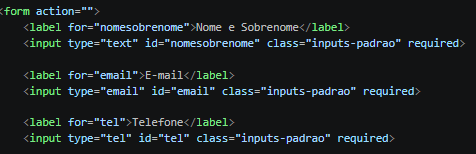 <form action="">
<label for="nomesobrenome">Nome e Sobrenome</label>
<input type="text" id="nomesobrenome" class="inputs-padrao" required>
<label for="email">E-mail</label>
<input type="email" id="email" class="inputs-padrao" required>
<label for="tel">Telefone</label>
<input type="tel" id="tel" class="inputs-padrao" required>